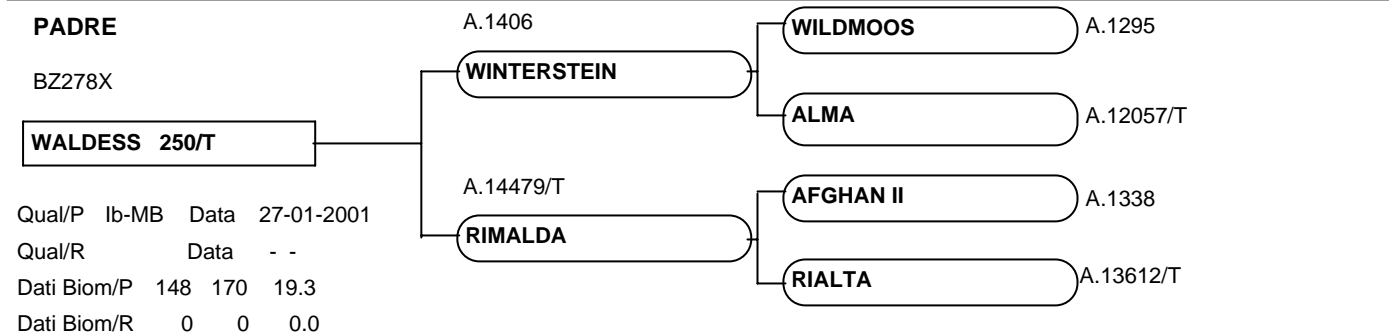 PADRE
BZ278X
WALDESS 250/T
Qual/P Ib-MB Data 27-01-2001
Qual/R Data - -
Dati Biom/P 148 170 19.3
Dati Biom/R 0 0 0.0
A.1406
WINTERSTEIN
A.14479/T
RIMALDA
WILDMOOS A.1295
ALMA A.12057/T
AFGHAN II A.1338
RIALTA A.13612/T